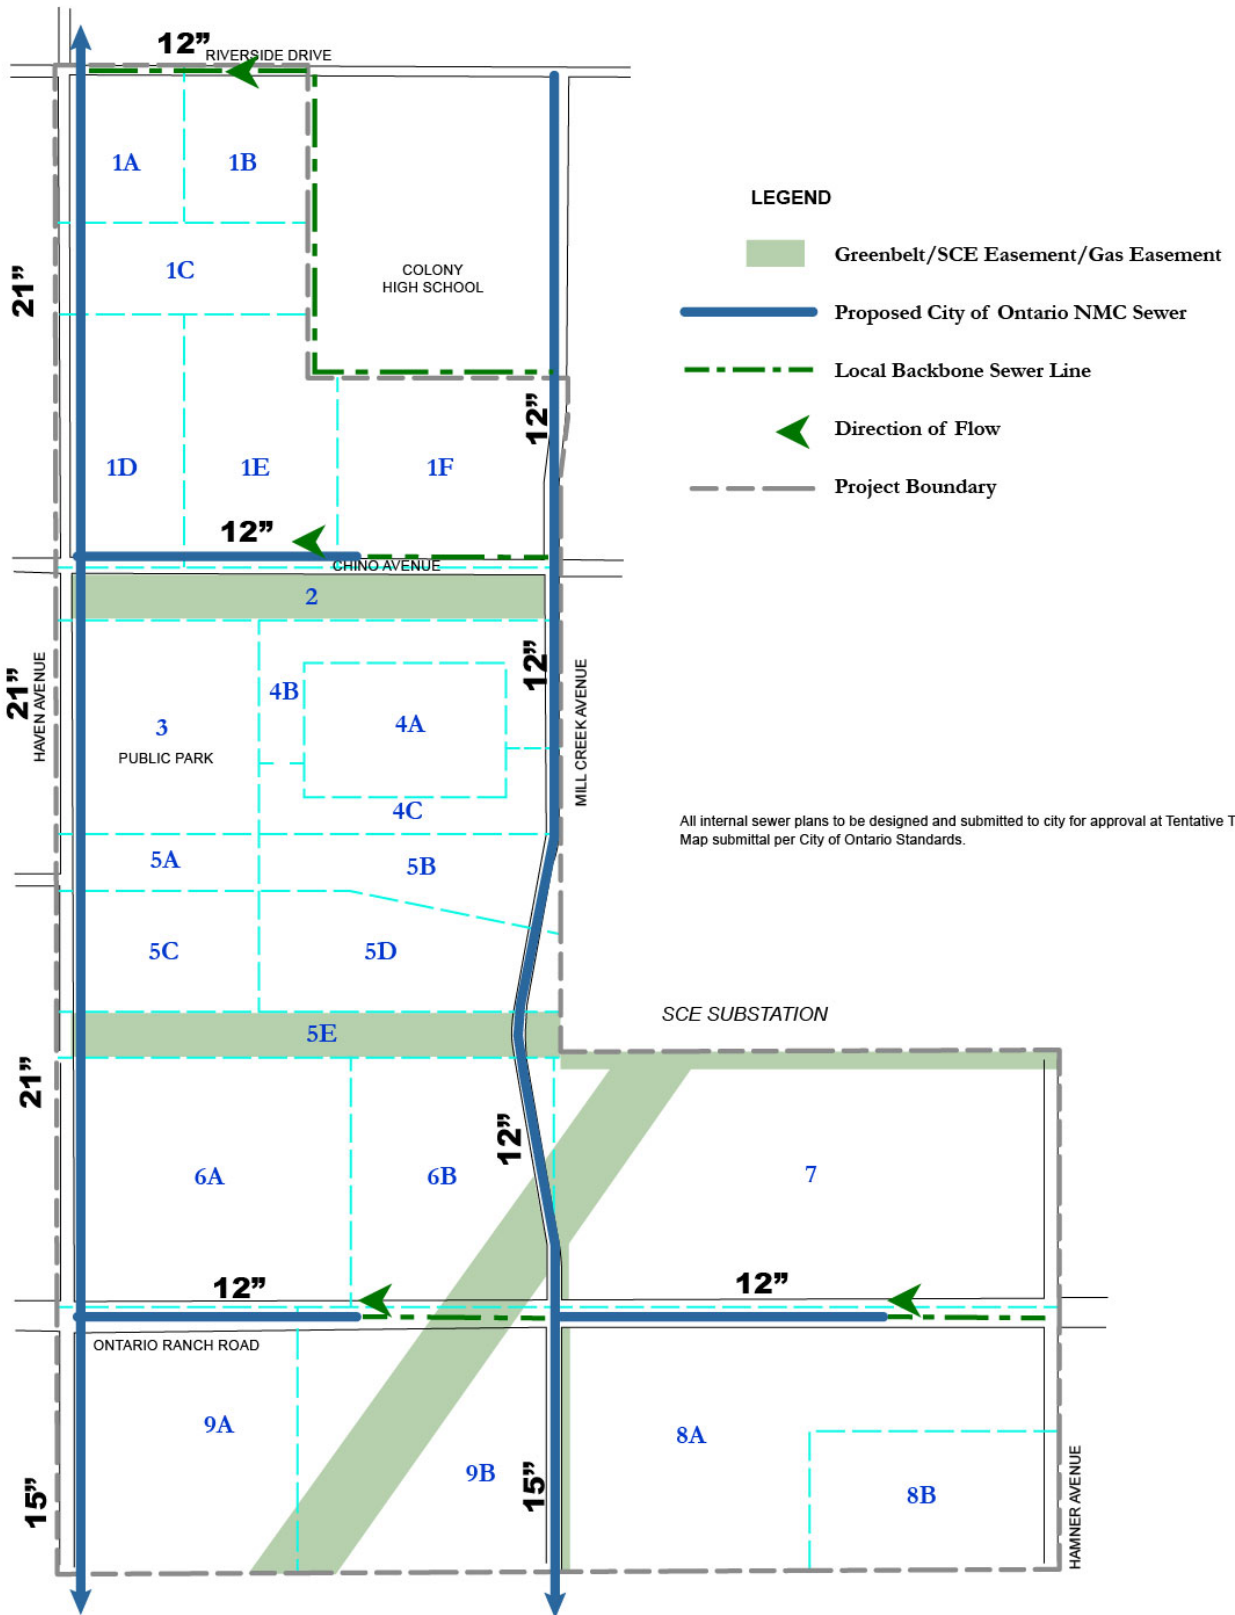 12”
RIVERSIDE DRIVE
1A
1B
LEGEND
Greenbelt/SCE Easement/Gas Easement
21”
1C
COLONY
HIGH SCHOOL
Proposed City of Ontario NMC Sewer
Local Backbone Sewer Line
12”
Direction of Flow
1D
1E
1F
Project Boundary
12”
CHINO AVENUE
2
21”
HAVEN AVENUE
12”
MILL CREEK AVENUE
4B
3
PUBLIC PARK
4A
4C
All internal sewer plans to be designed and submitted to city for approval at Tentative T
Map submittal per City of Ontario Standards.
5A
5B
5C
5D
SCE SUBSTATION
5E
21”
12”
6A
6B
7
12”
12”
ONTARIO RANCH ROAD
9A
8A
9B
15”
15”
8B
HAMNER AVENUE